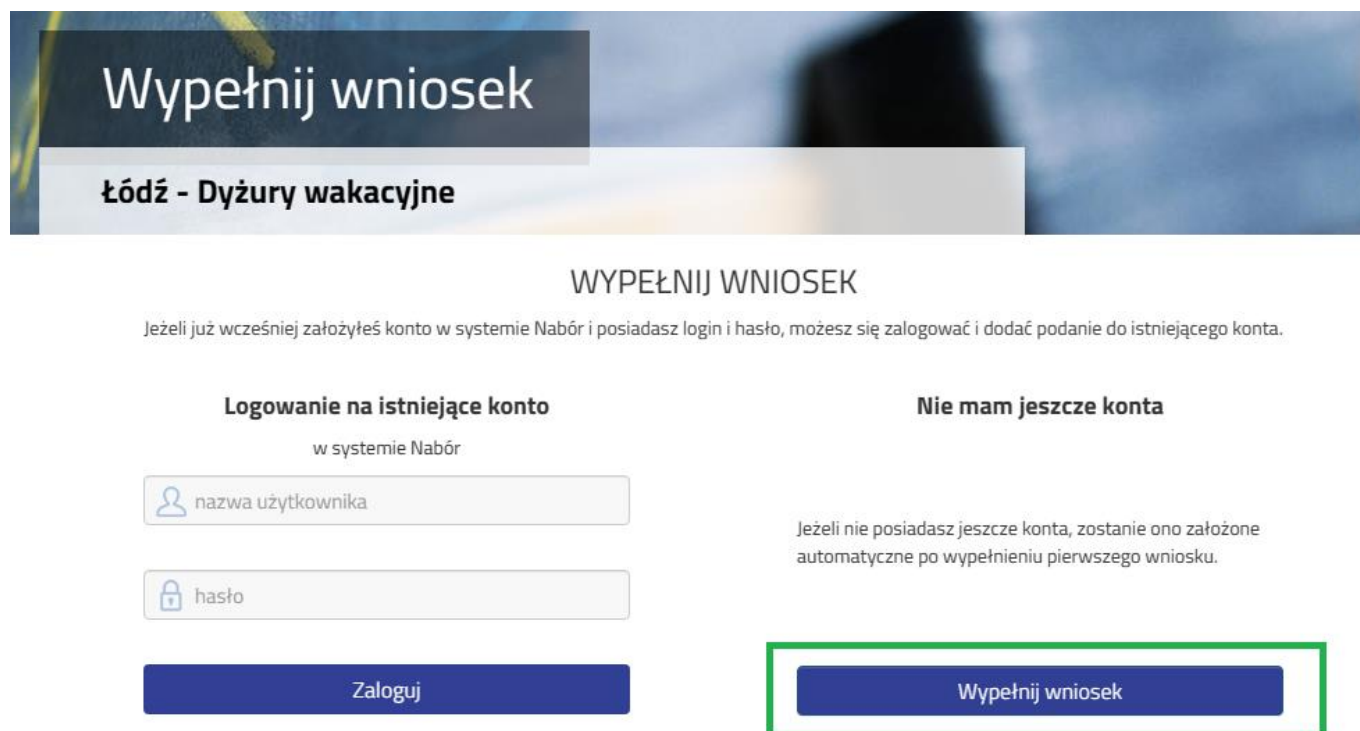 Wypełnij wniosek
Łódź - Dyżury wakacyjne
WYPEŁNIJ WNIOSEK
Jeżeli już wcześniej założyłeś konto w systemie Nabór i posiadasz login i hasło, możesz się zalogować i dodać podanie do istniejącego konta.
Logowanie na istniejące konto
w systemie Nabór
nazwa użytkownika
hasło
Zaloguj
Nie mam jeszcze konta
Jeżeli nie posiadasz jeszcze konta, zostanie ono założone
automatyczne po wypełnieniu pierwszego wniosku.
Wypełnij wniosek